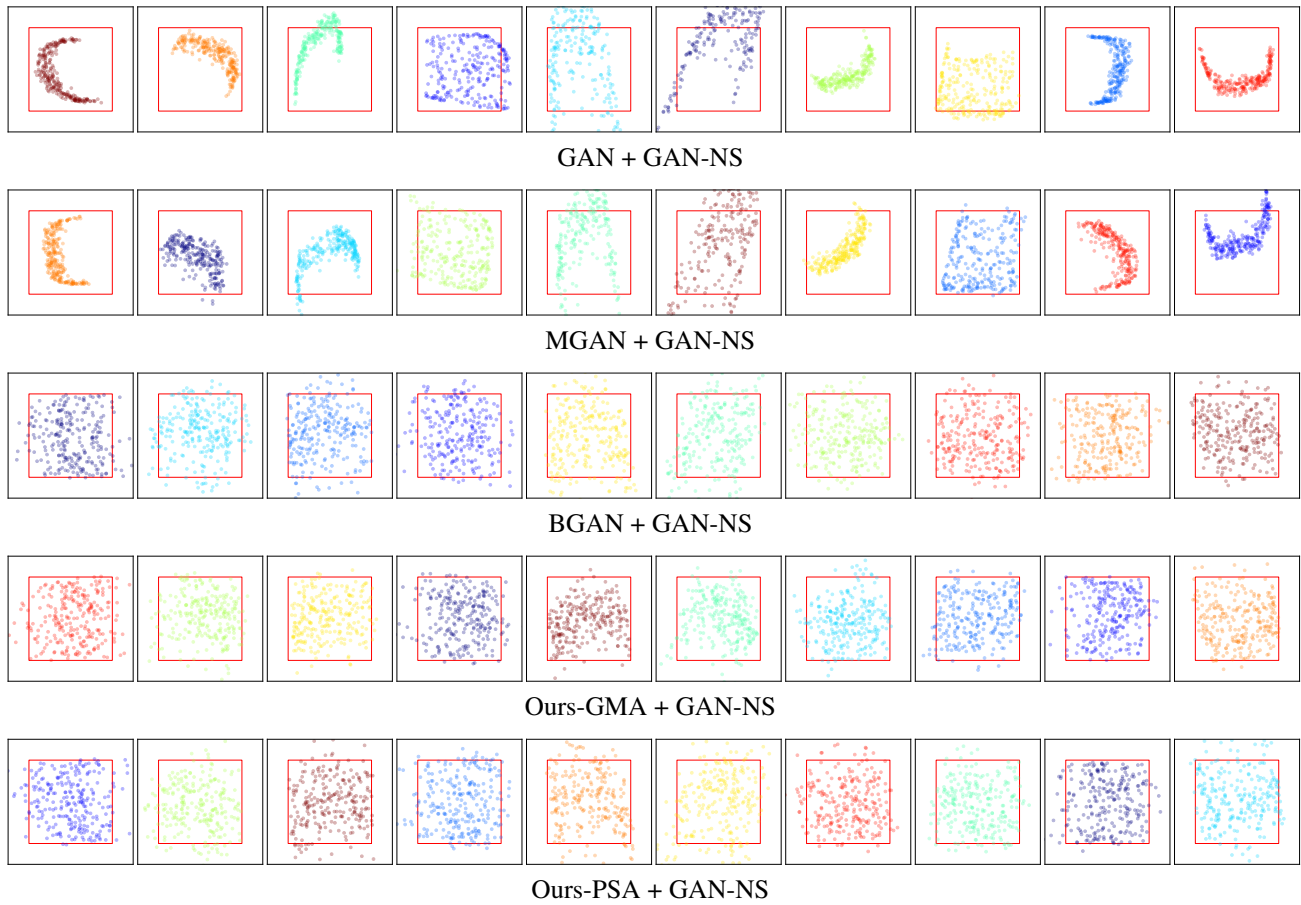 GAN + GAN-NS
MGAN + GAN-NS
BGAN + GAN-NS
Ours-GMA + GAN-NS
Ours-PSA + GAN-NS